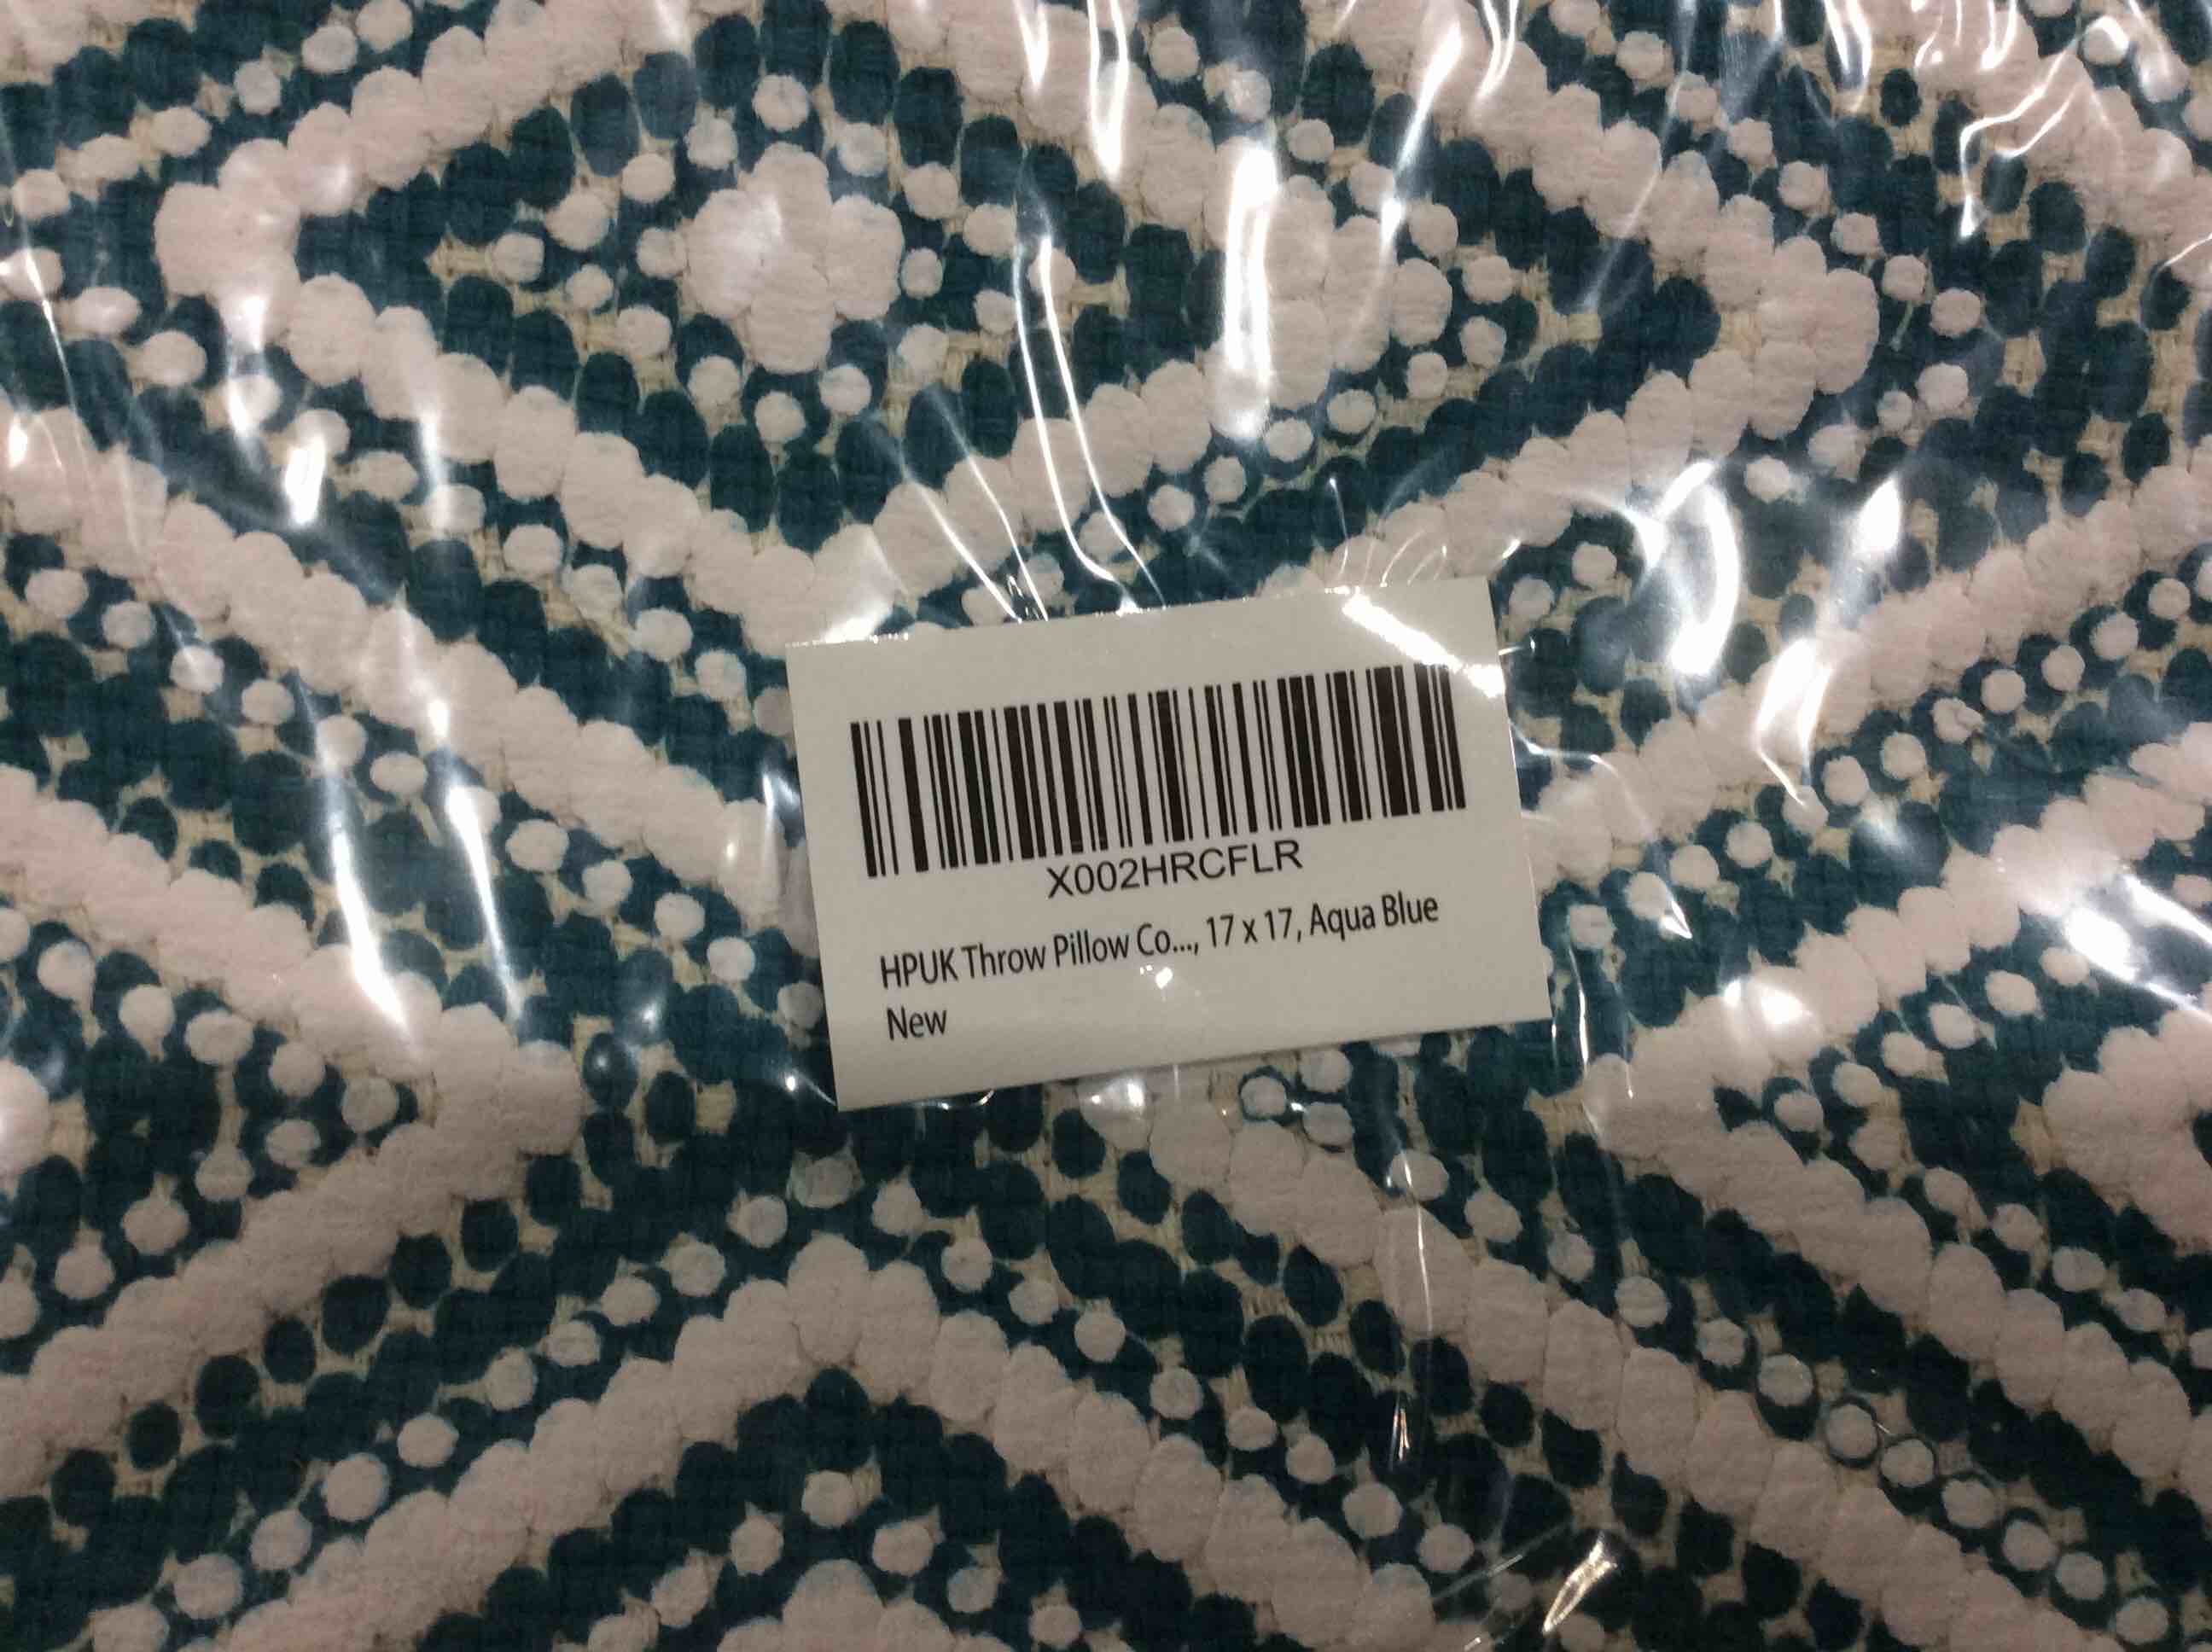 X002HRCFLR
HPUK Throw Pillow Co..., 17 x 17, Aqua Blue
New